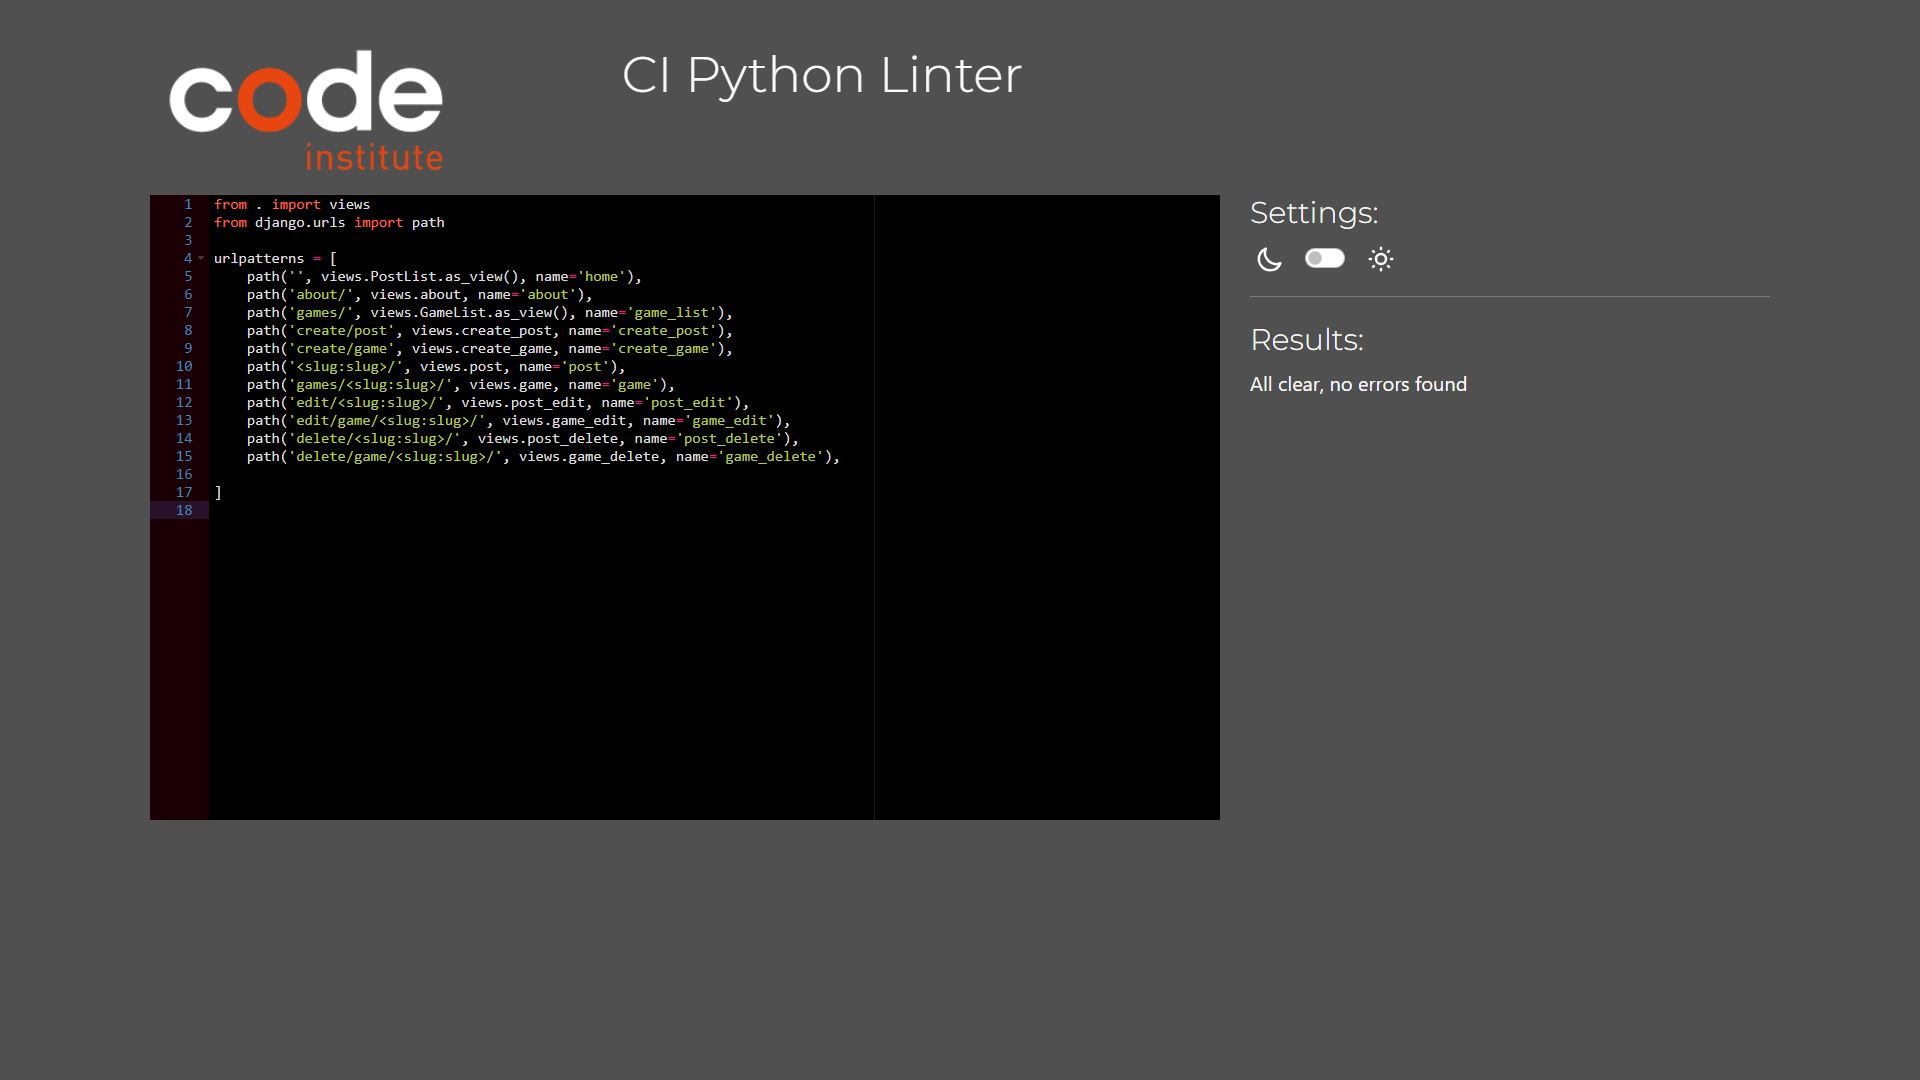 code
institute
CI Python Linter
1 from . import views
2 from django.urls import path
3
4 urlpatterns = [
5     path('', views.PostList.as_view(), name='home'),
6     path('about/', views.about, name='about'),
7     path('games/', views.GameList.as_view(), name='game_list'),
8     path('create/post', views.create_post, name='create_post'),
9     path('create/game', views.create_game, name='create_game'),
10     path('<slug:slug>/', views.post, name='post'),
11     path('games/<slug:slug>/', views.game, name='game'),
12     path('edit/<slug:slug>/', views.post_edit, name='post_edit'),
13     path('edit/game/<slug:slug>/', views.game_edit, name='game_edit'),
14     path('delete/<slug:slug>/', views.post_delete, name='post_delete'),
15     path('delete/game/<slug:slug>/', views.game_delete, name='game_delete'),
16
17 ]
18
Settings:
Results:
All clear, no errors found